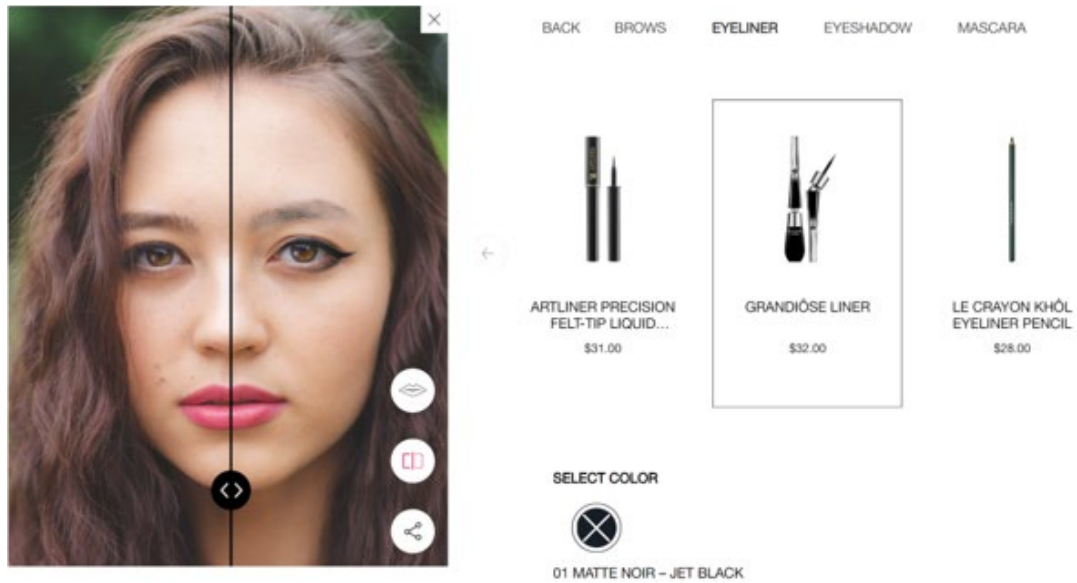 BACK BROWS EYELINER EYESHADOW MASCARA
ARTLINER PRECISION
FELT-TIP LIQUID...
$31.00
GRANDIÔSE LINER
$32.00
LE CRAYON KHÔL
EYELINER PENCIL
$28.00
SELECT COLOR
01 MATTE NOIR – JET BLACK